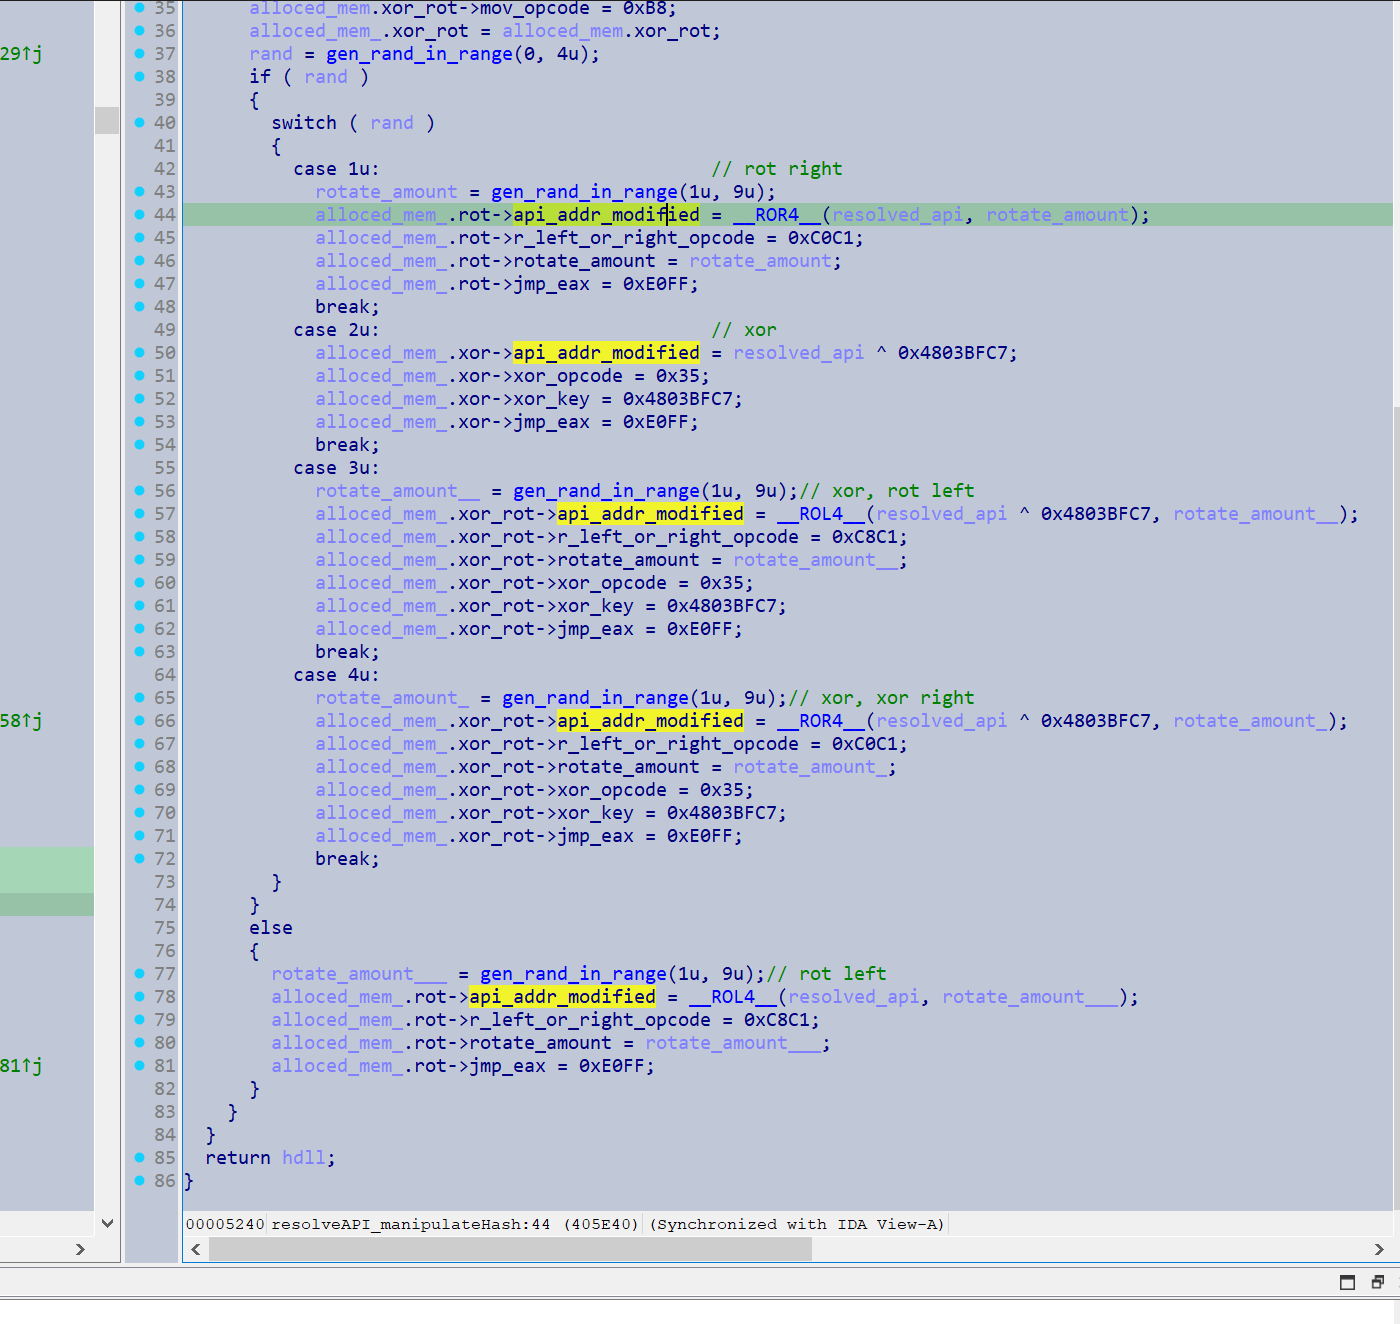 35 alloced_mem.xor_rot->mov_opcode = 0xB8;
36 alloced_mem_.xor_rot = alloced_mem.xor_rot;
29↑j
37 rand = gen_rand_in_range(0, 4u);
38 if ( rand )
39 {
40 switch ( rand )
41 {
42 case 1u: // rot right
43 rotate_amount = gen_rand_in_range(1u, 9u);
44 alloced_mem_.rot->api_addr_modified = __ROR4__(resolved_api, rotate_amount);
45 alloced_mem_.rot->r_left_or_right_opcode = 0xC0C1;
46 alloced_mem_.rot->rotate_amount = rotate_amount;
47 alloced_mem_.rot->jmp_eax = 0xE0FF;
48 break;
49 case 2u: // xor
50 alloced_mem_.xor->api_addr_modified = resolved_api ^ 0x4803BFC7;
51 alloced_mem_.xor->xor_opcode = 0x35;
52 alloced_mem_.xor->xor_key = 0x4803BFC7;
53 alloced_mem_.xor->jmp_eax = 0xE0FF;
54 break;
55 case 3u:
56 rotate_amount__ = gen_rand_in_range(1u, 9u);// xor, rot left
57 alloced_mem_.xor_rot->api_addr_modified = __ROL4__(resolved_api ^ 0x4803BFC7, rotate_amount__);
58 alloced_mem_.xor_rot->r_left_or_right_opcode = 0xC8C1;
59 alloced_mem_.xor_rot->rotate_amount = rotate_amount__;
60 alloced_mem_.xor_rot->xor_opcode = 0x35;
61 alloced_mem_.xor_rot->xor_key = 0x4803BFC7;
62 alloced_mem_.xor_rot->jmp_eax = 0xE0FF;
63 break;
64 case 4u:
65 rotate_amount_ = gen_rand_in_range(1u, 9u);// xor, xor right
58↑j
66 alloced_mem_.xor_rot->api_addr_modified = __ROR4__(resolved_api ^ 0x4803BFC7, rotate_amount_);
67 alloced_mem_.xor_rot->r_left_or_right_opcode = 0xC0C1;
68 alloced_mem_.xor_rot->rotate_amount = rotate_amount_;
69 alloced_mem_.xor_rot->xor_opcode = 0x35;
70 alloced_mem_.xor_rot->xor_key = 0x4803BFC7;
71 alloced_mem_.xor_rot->jmp_eax = 0xE0FF;
72 break;
73 }
74 }
75 else
76 {
77 rotate_amount___ = gen_rand_in_range(1u, 9u);// rot left
78 alloced_mem_.rot->api_addr_modified = __ROL4__(resolved_api, rotate_amount___);
79 alloced_mem_.rot->r_left_or_right_opcode = 0xC8C1;
80 alloced_mem_.rot->rotate_amount = rotate_amount___;
81↑j
81 alloced_mem_.rot->jmp_eax = 0xE0FF;
82 }
83 }
84 }
85 return hdll;
86 }
00005240 resolveAPI_manipulateHash:44 (405E40) (Synchronized with IDA View-A)